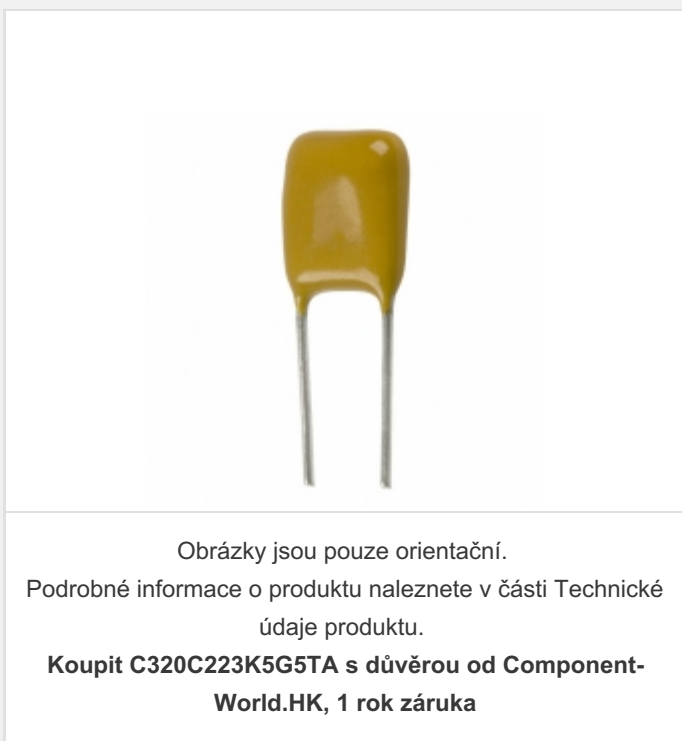 Obrázky jsou pouze orientační.
Podrobné informace o produktu naleznete v části Technické
údaje produktu.
Koupit C320C223K5G5TA s důvěrou od Component-
World.HK, 1 rok záruka